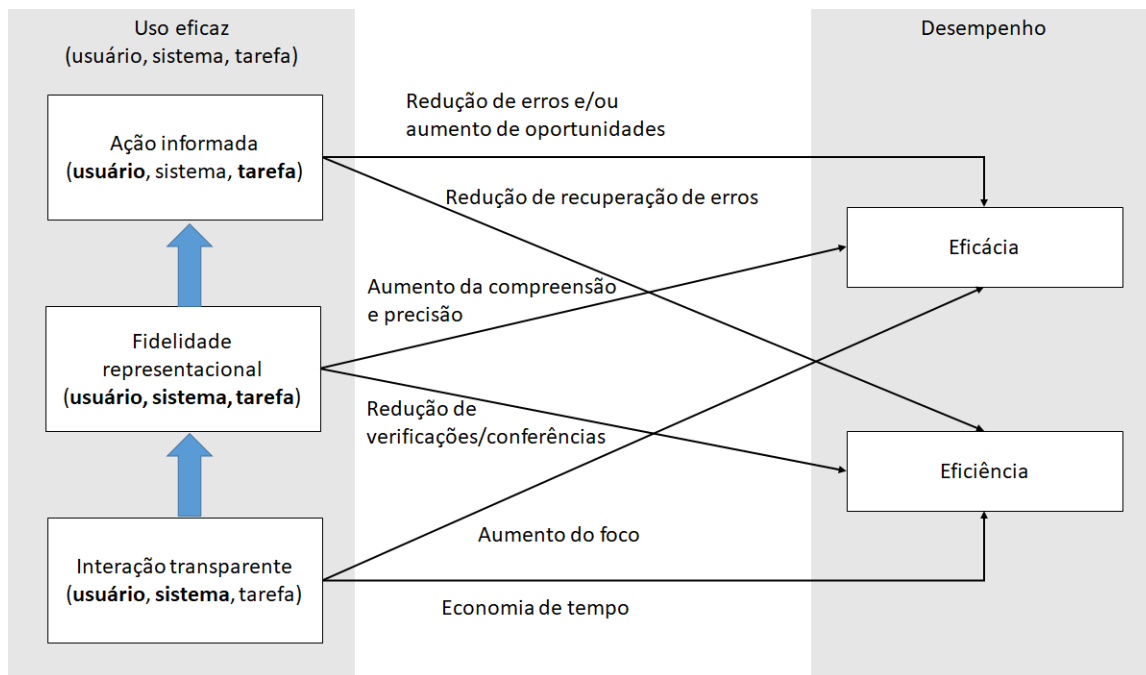 Uso eficaz
(usuário, sistema, tarefa)
Desempenho
Ação informada
(usuário, sistema, tarefa)
Redução de erros e/ou
aumento de oportunidades
Redução de recuperação de erros
Eficácia
Aumento da compreensão
e precisão
Fidelidade
representacional
(usuário, sistema, tarefa)
Redução de
verificações/conferências
Eficiência
Aumento do foco
Interação transparente
(usuário, sistema, tarefa)
Economia de tempo